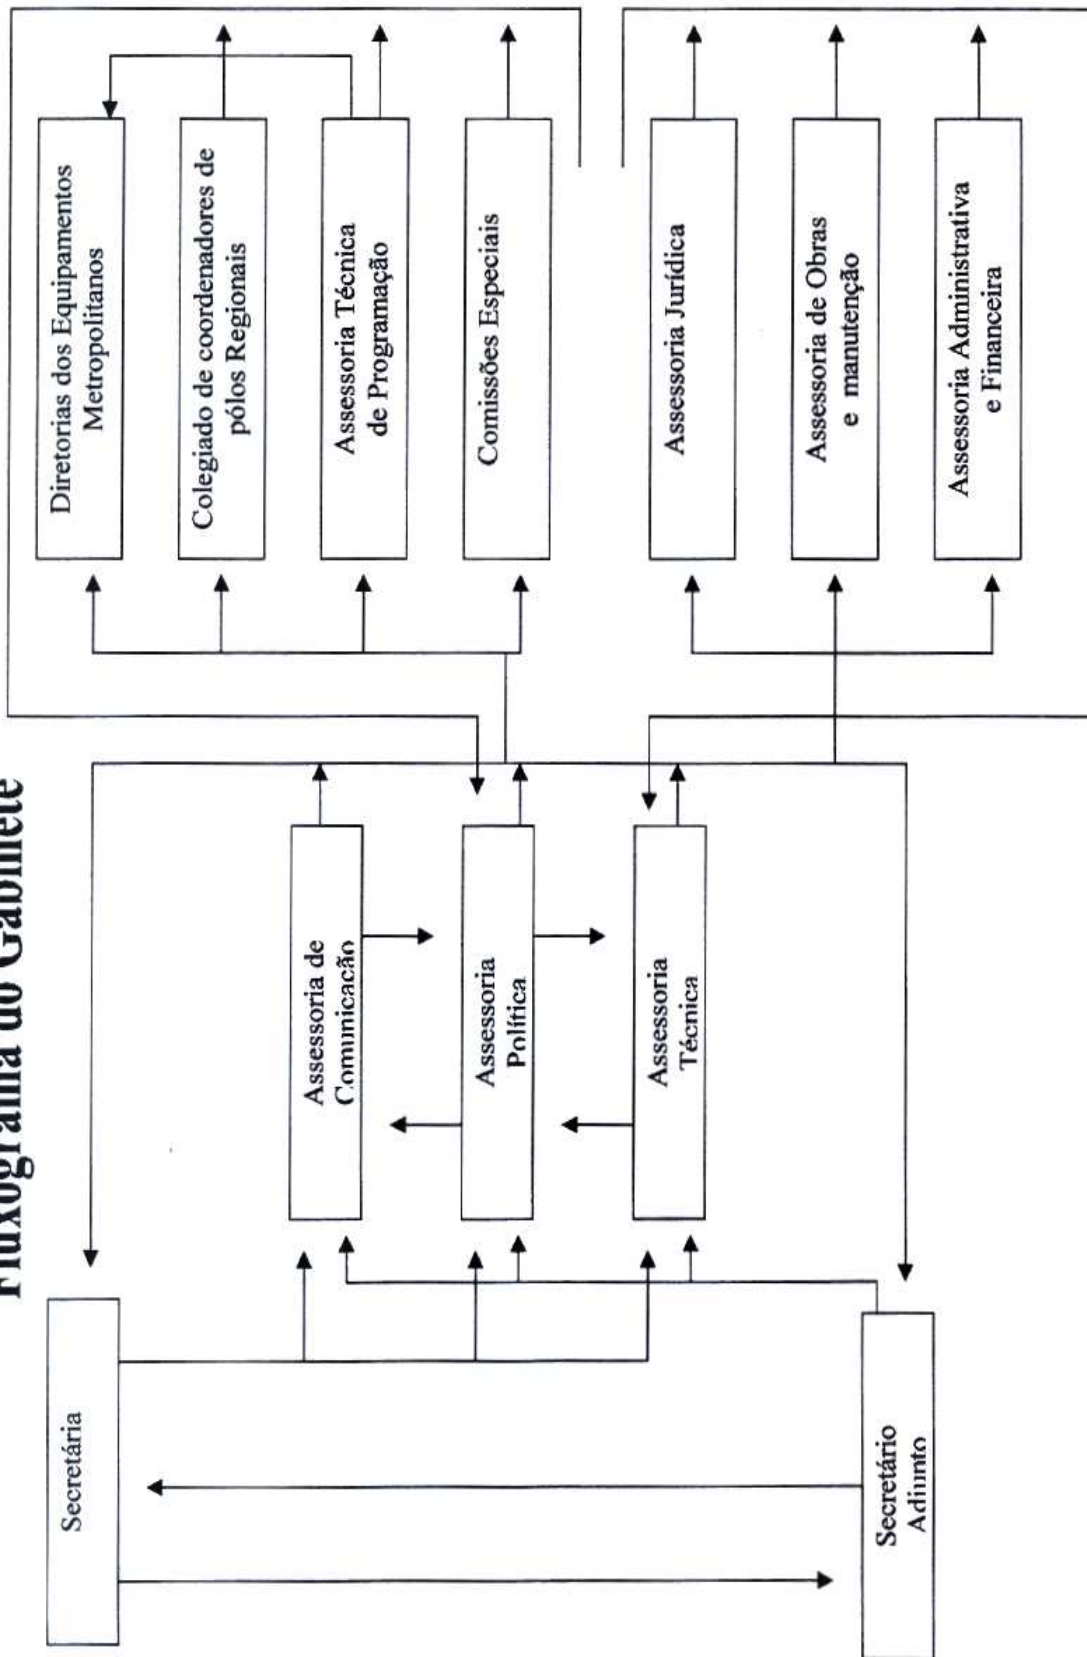 Fluxograma do Gabinete
Secretária
Secretário
Adjunto
Assessoria de
Comunicacão
Assessoria
Política
Assessoria
Técnica
Diretorias dos Equipamentos
Metropolitanos
Colegiado de coordenadores de
pólos Regionais
Assessoria Técnica
de Programação
Comissões Especiais
Assessoria Jurídica
Assessoria de Obras
e manutenção
Assessoria Administrativa
e Financeira